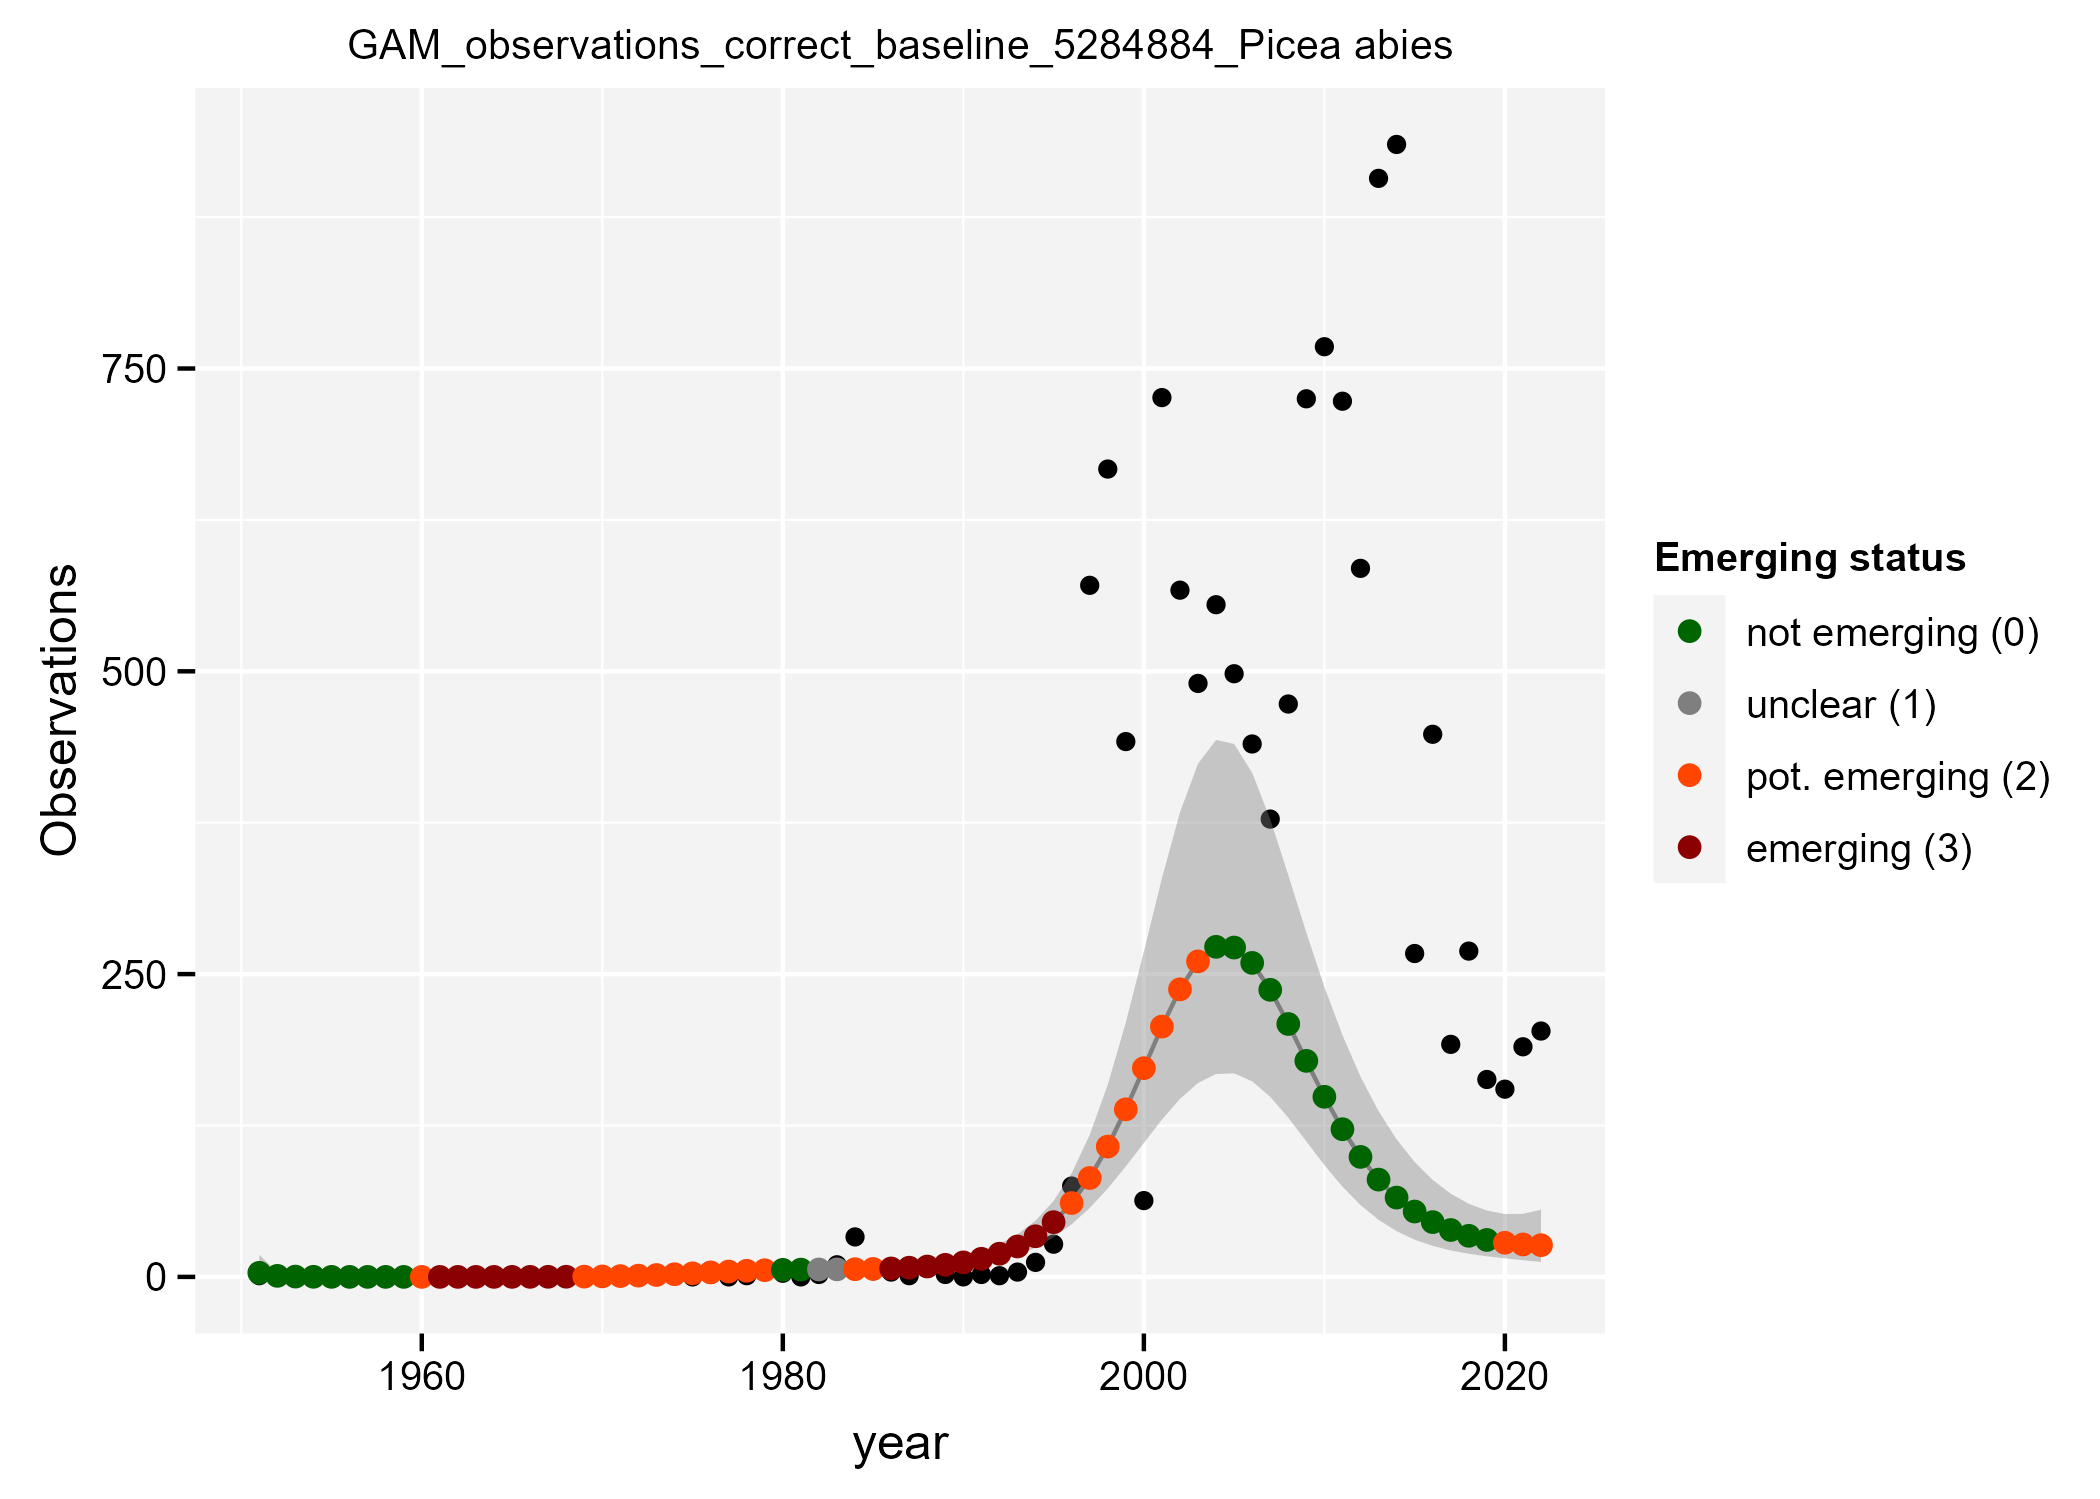 GAM_observations_correct_baseline_5284884_Picea abies
Observations
750
500
250
0
1960
1980
2000
2020
year
Emerging status
not emerging (0)
unclear (1)
pot. emerging (2)
emerging (3)